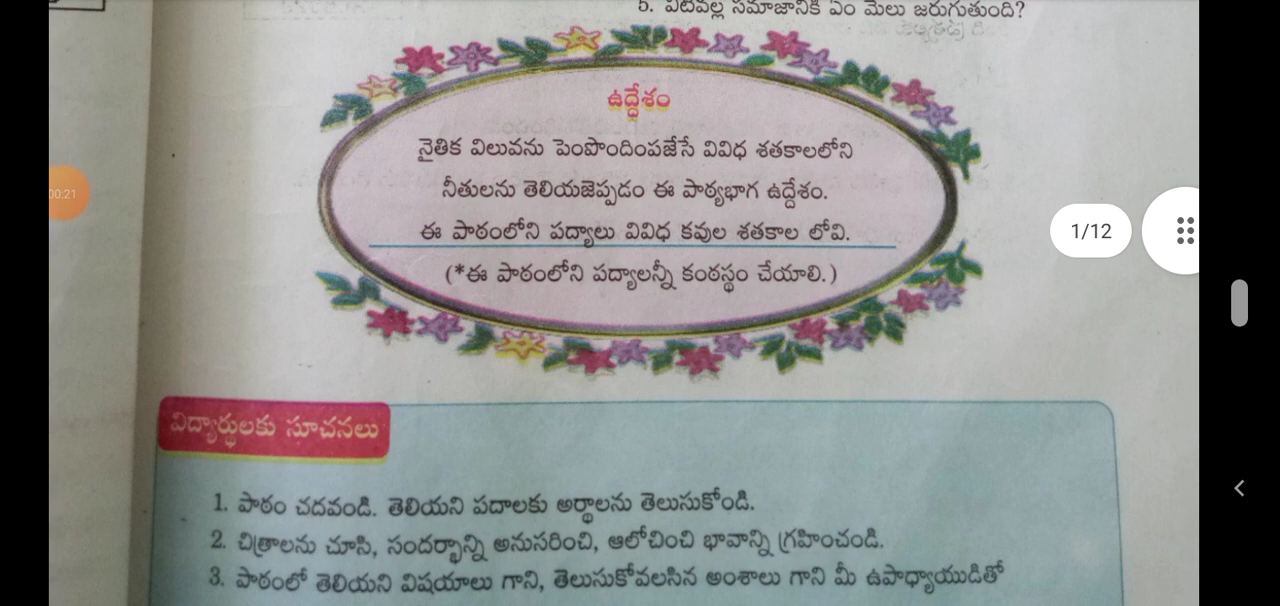 5. వీటివల్ల సమాజానికి ఏం మేలు జరుగుతుంది?
ఉద్దేశం
నైతిక విలువను పెంపొందింపజేసే వివిధ శతకాలలోని
నీతులను తెలియజెప్పడం ఈ పాఠ్యభాగ ఉద్దేశం.
ఈ పాఠంలోని పద్యాలు వివిధ కవుల శతకాల లోవి.
(*ఈ పాఠంలోని పద్యాలన్నీ కంఠస్థం చేయాలి.)
00:21
1/12
విద్యార్థులకు సూచనలు
1. పాఠం చదవండి. తెలియని పదాలకు అర్థాలను తెలుసుకోండి.
2. చిత్రాలను చూసి, సందర్భాన్ని అనుసరించి, ఆలోచించి భావాన్ని గ్రహించండి.
3. పాఠంలో తెలియని విషయాలు గాని, తెలుసుకోవలసిన అంశాలు గాని మీ ఉపాధ్యాయుడితో